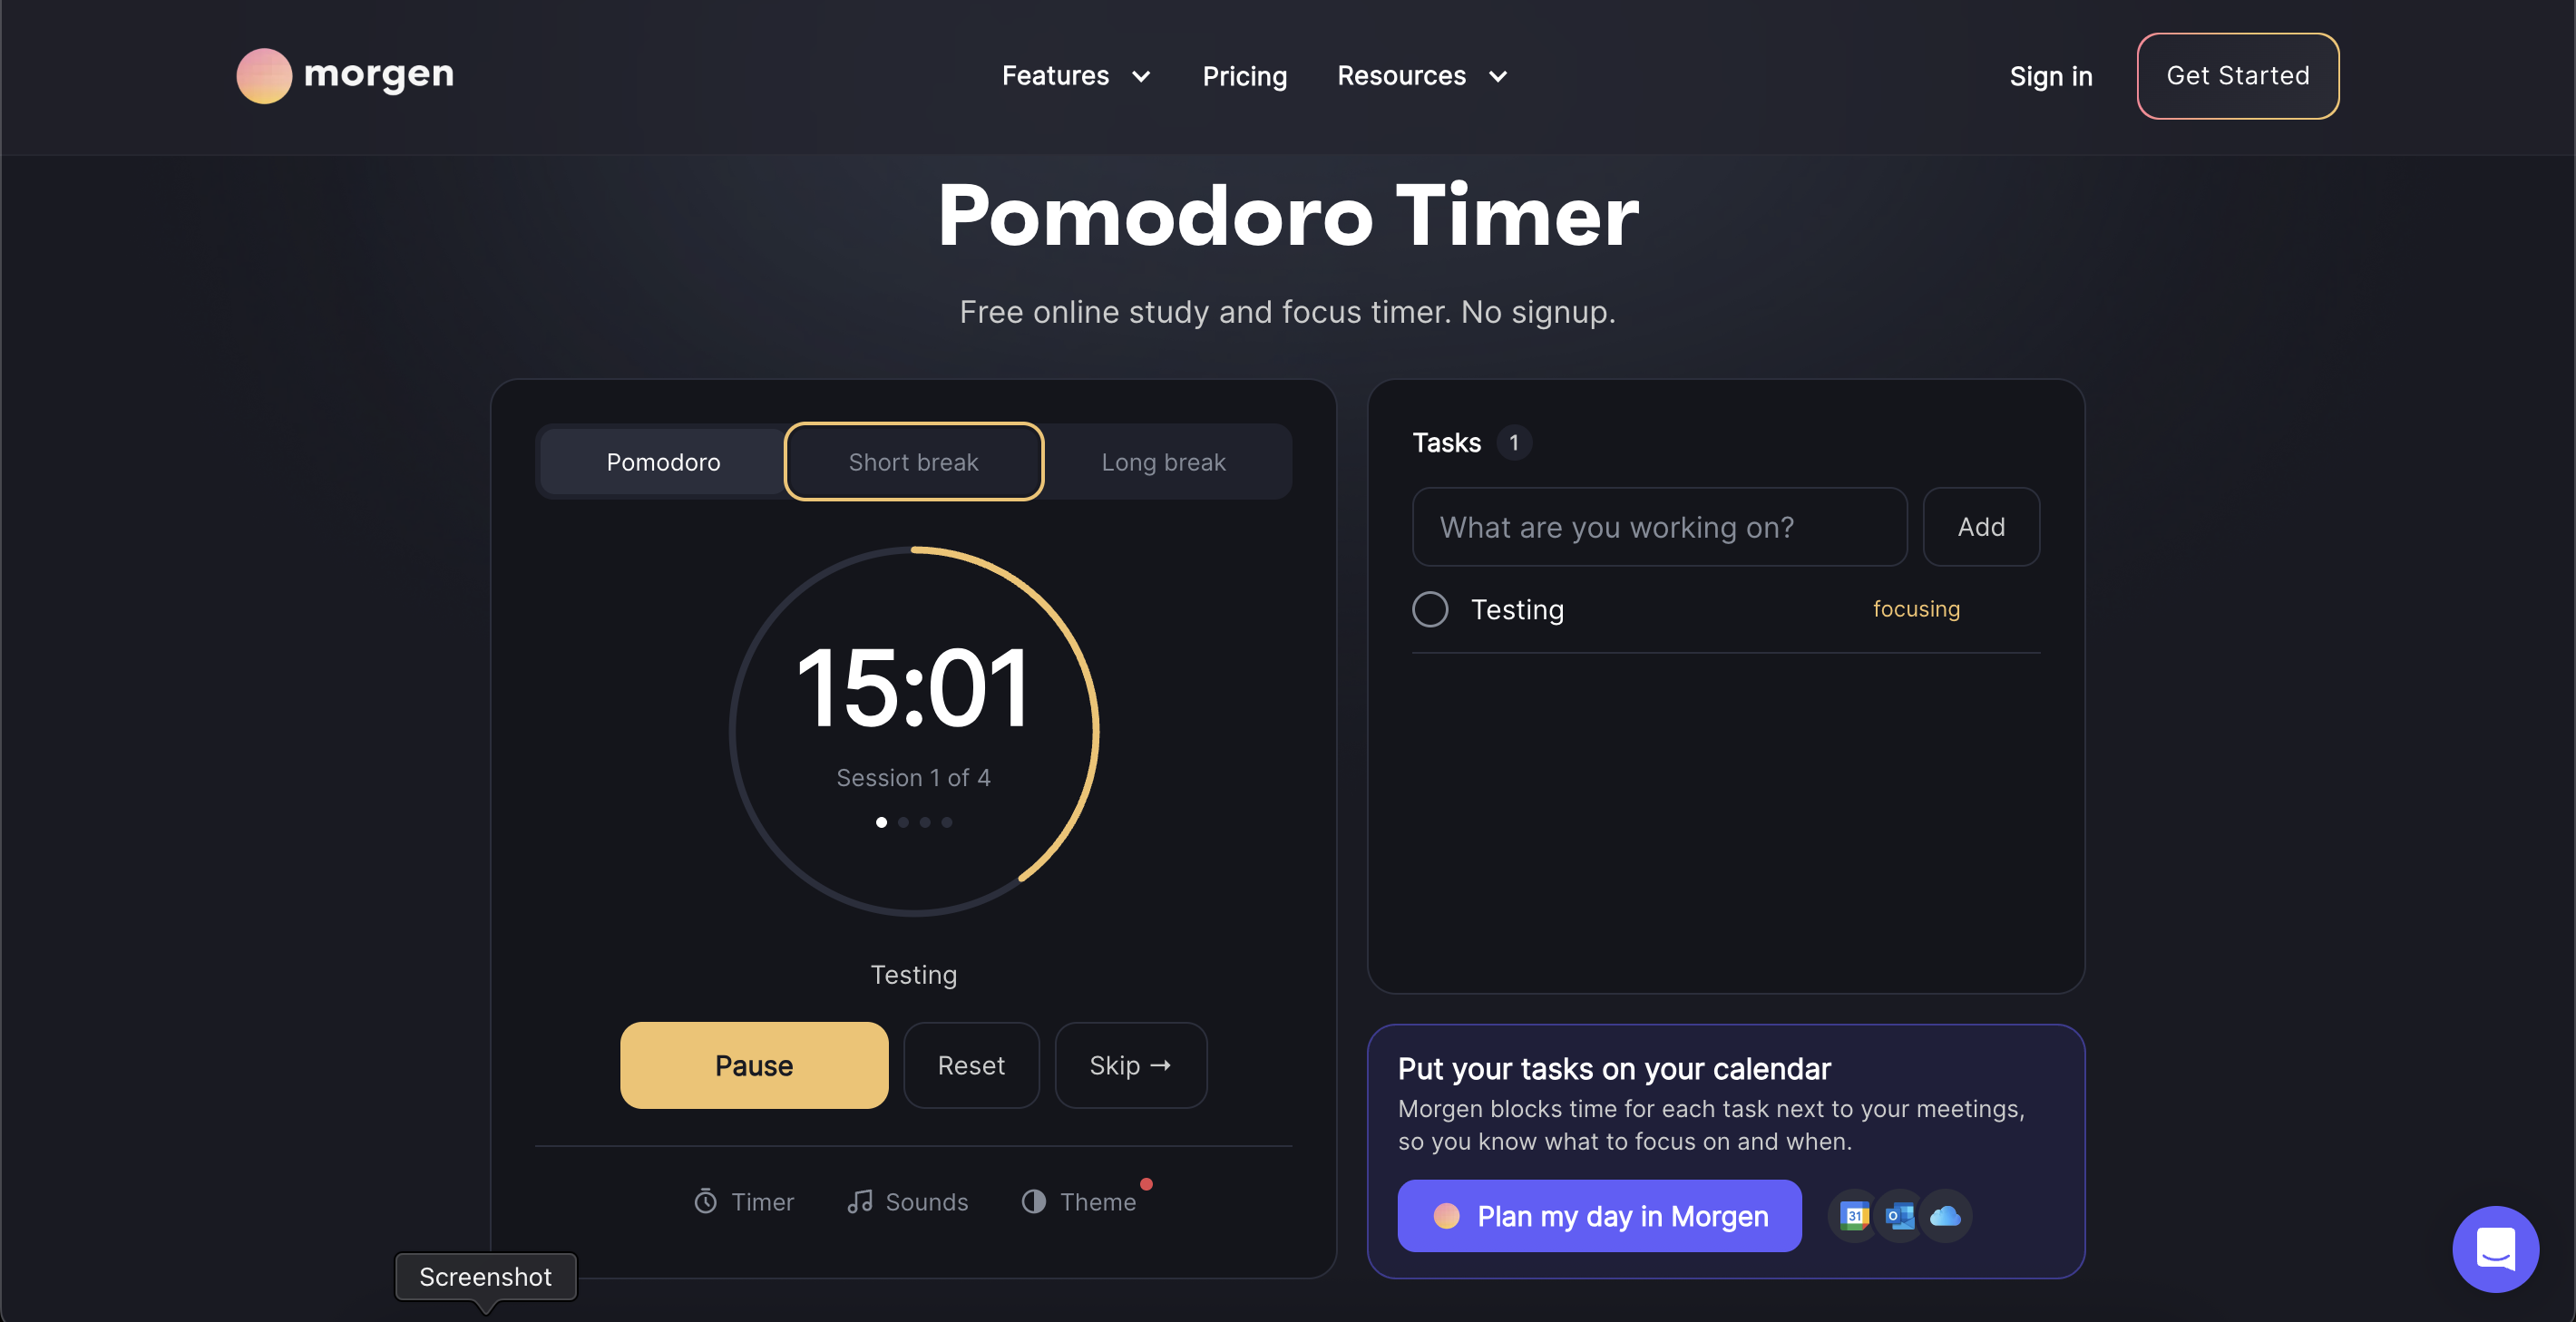 morgen
Features
Pricing
Resources
Sign in
Get Started
Pomodoro Timer
Free online study and focus timer. No signup.
Pomodoro
Short break
Long break
15:01
Session 1 of 4
Testing
Pause
Reset
Skip →
Timer
Sounds
Theme
Tasks 1
What are you working on?
Add
Testing
focusing
Put your tasks on your calendar
Morgen blocks time for each task next to your meetings,
so you know what to focus on and when.
Plan my day in Morgen
31
O
Screenshot